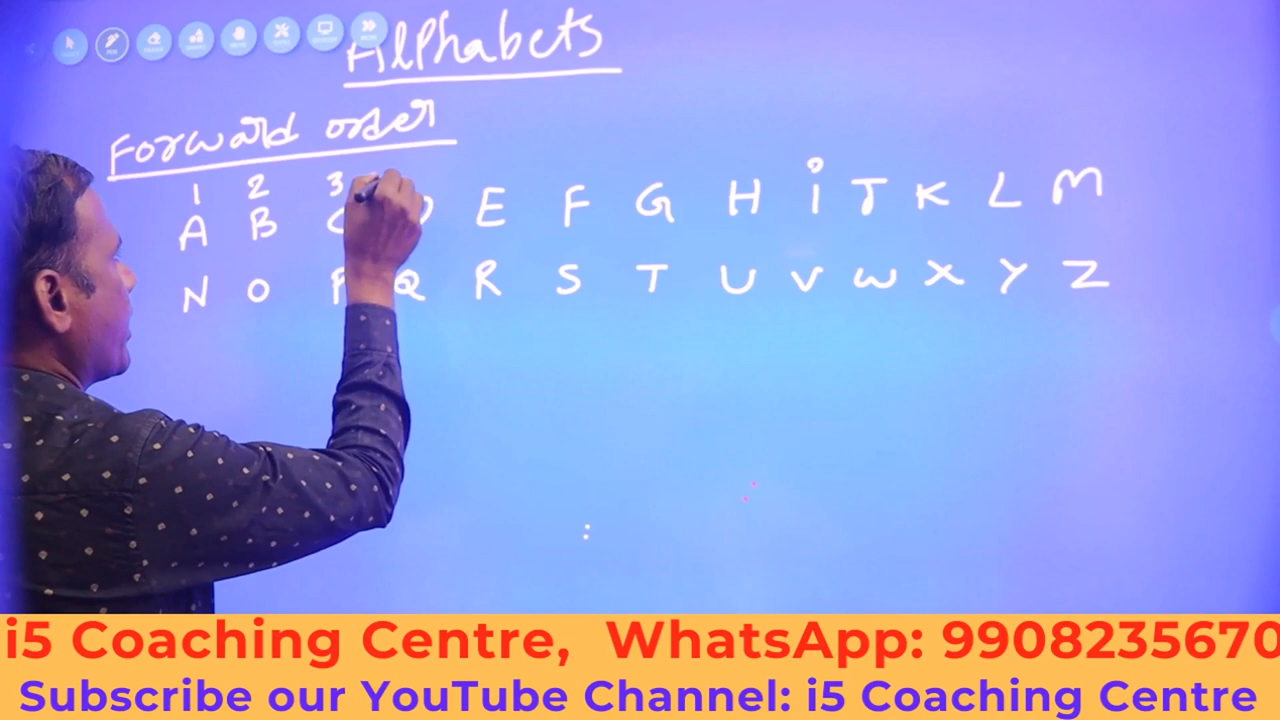 Alphabets
Forward order
1 2 3
A B C D E F G H i J K L M
N O P Q R S T U V W X Y Z
i5 Coaching Centre, WhatsApp: 9908235670
Subscribe our YouTube Channel: i5 Coaching Centre